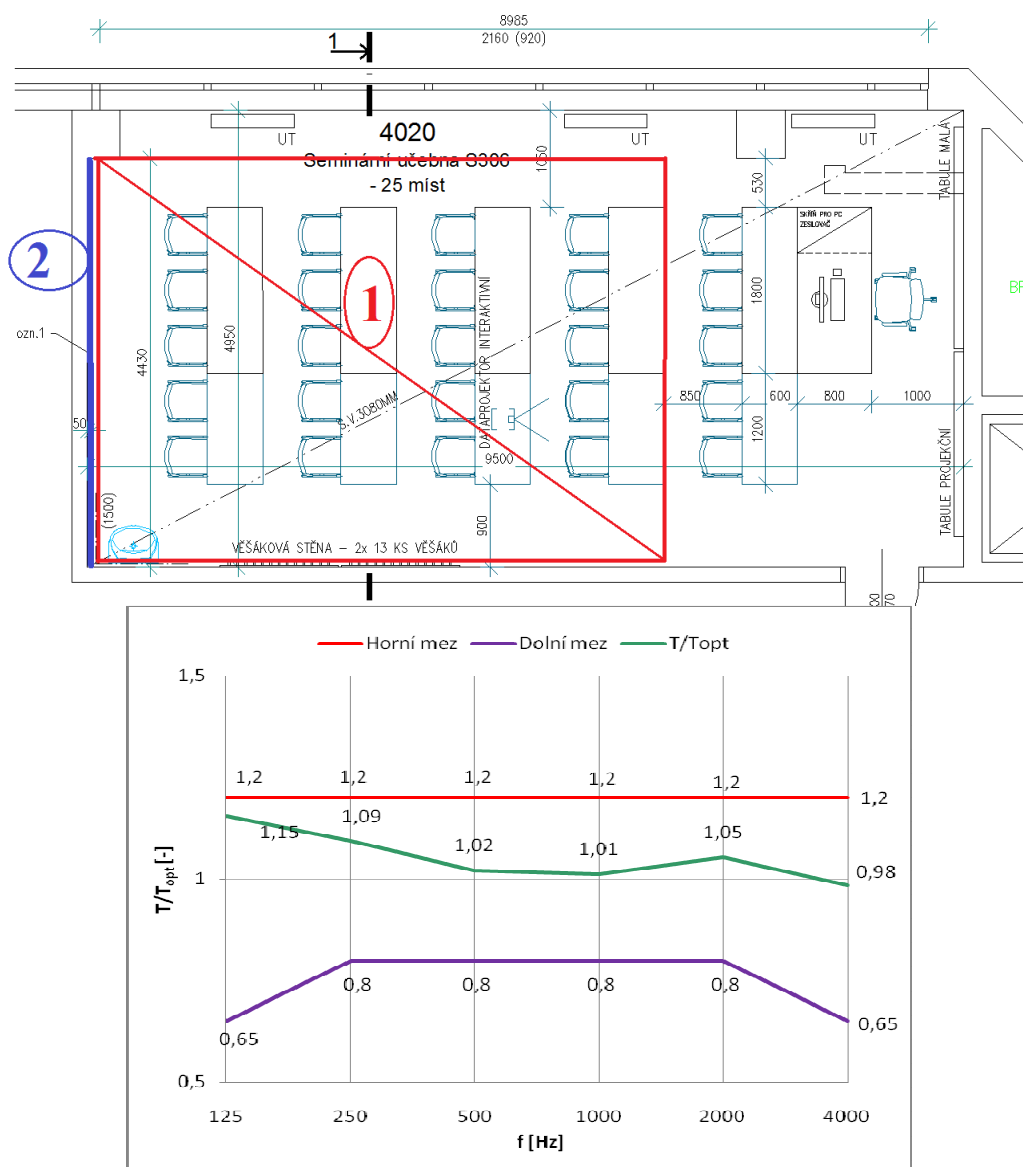 8985
2160 (920)
1
4020
Seminární učebna S306
- 25 míst
UT
UT
UT
1050
530
TABULE MALÁ
SKŘÍŇ PRO PC
ZESILOVAČ
2
1
BF
ozn.1
4430
4950
1800
DATAPROJEKTOR INTERAKTIVNÍ
S.V.3080MM
850
600
800
1000
50
9500
1200
TABULE PROJEKČNÍ
(1500)
900
VĚŠÁKOVÁ STĚNA – 2x 13 KS VĚŠÁKŮ
00
70
Horní mez
Dolní mez
T/Topt
1,5
1,2
1,2
1,2
1,2
1,2
1,2
1,15
1,09
1,02
1,01
1,05
0,98
1
T/Topt [-]
0,65
0,8
0,8
0,8
0,8
0,65
0,5
125
250
500
1000
2000
4000
f [Hz]